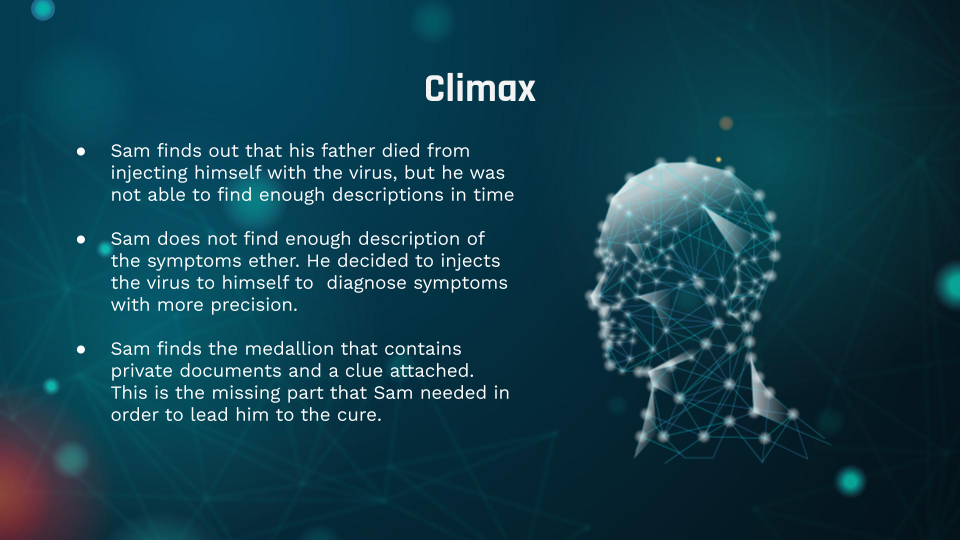 Climax
● Sam finds out that his father died from
injecting himself with the virus, but he was
not able to find enough descriptions in time
● Sam does not find enough description of
the symptoms ether. He decided to injects
the virus to himself to  diagnose symptoms
with more precision.
● Sam finds the medallion that contains
private documents and a clue attached.
This is the missing part that Sam needed in
order to lead him to the cure.